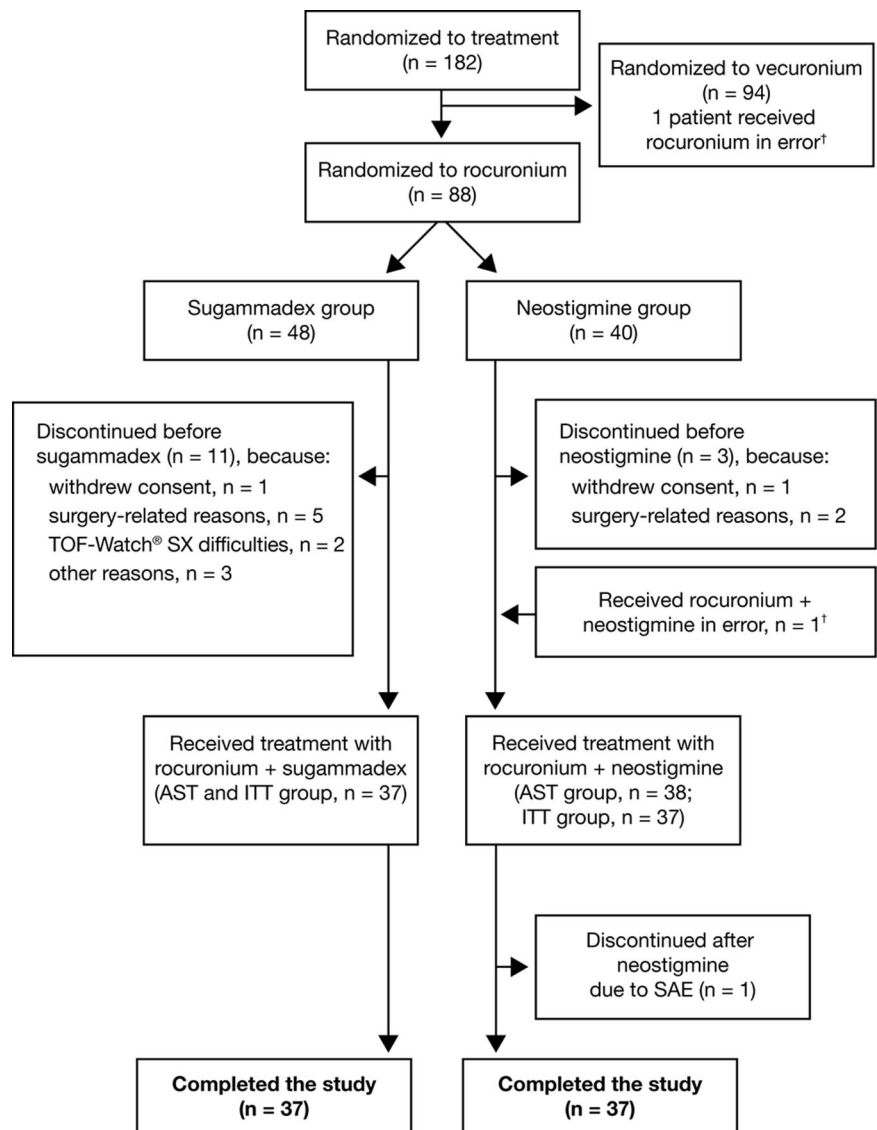 Randomized to treatment
(n = 182)
Randomized to vecuronium
(n = 94)
1 patient received
rocuronium in error†
Randomized to rocuronium
(n = 88)
Sugammadex group
(n = 48)
Neostigmine group
(n = 40)
Discontinued before
sugammadex (n = 11), because:
withdrew consent, n = 1
surgery-related reasons, n = 5
TOF-Watch® SX difficulties, n = 2
other reasons, n = 3
Discontinued before
neostigmine (n = 3), because:
withdrew consent, n = 1
surgery-related reasons, n = 2
Received rocuronium +
neostigmine in error, n = 1†
Received treatment with
rocuronium + sugammadex
(AST and ITT group, n = 37)
Received treatment with
rocuronium + neostigmine
(AST group, n = 38;
ITT group, n = 37)
Discontinued after
neostigmine
due to SAE (n = 1)
Completed the study
(n = 37)
Completed the study
(n = 37)